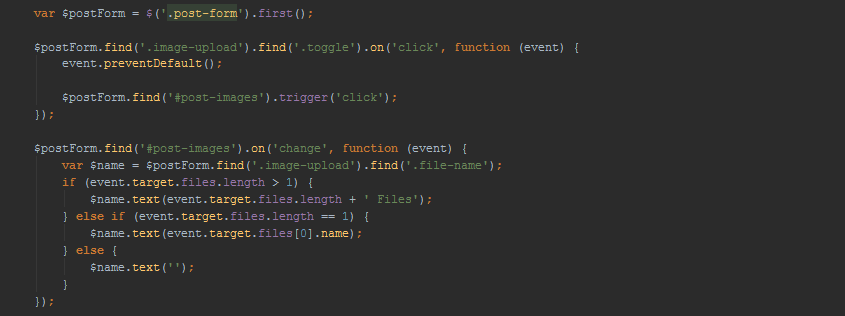 var $postForm = $('.post-form').first();
$postForm.find('.image-upload').find('.toggle').on('click', function (event) {
event.preventDefault();
$postForm.find('#post-images').trigger('click');
});
$postForm.find('#post-images').on('change', function (event) {
var $name = $postForm.find('.image-upload').find('.file-name');
if (event.target.files.length > 1) {
$name.text(event.target.files.length + ' Files');
} else if (event.target.files.length == 1) {
$name.text(event.target.files[0].name);
} else {
$name.text('');
}
});